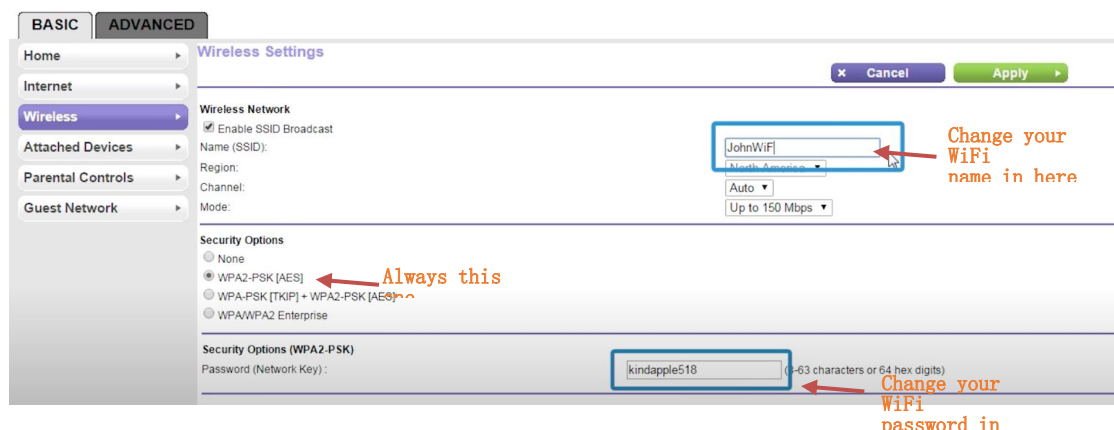 BASIC ADVANCED
Home
Internet
Wireless
Attached Devices
Parental Controls
Guest Network
Wireless Settings
× Cancel Apply
Wireless Network
Enable SSID Broadcast
Name (SSID): JohnWiF
Region: North America
Channel: Auto
Mode: Up to 150 Mbps
Change your
WiFi
name in here
Security Options
None
WPA2-PSK [AES]
Always this
WPA-PSK [TKIP] + WPA2-PSK [AES]
WPA/WPA2 Enterprise
Security Options (WPA2-PSK)
Password (Network Key) : kindapple518 (8-63 characters or 64 hex digits)
Change your
WiFi
password in